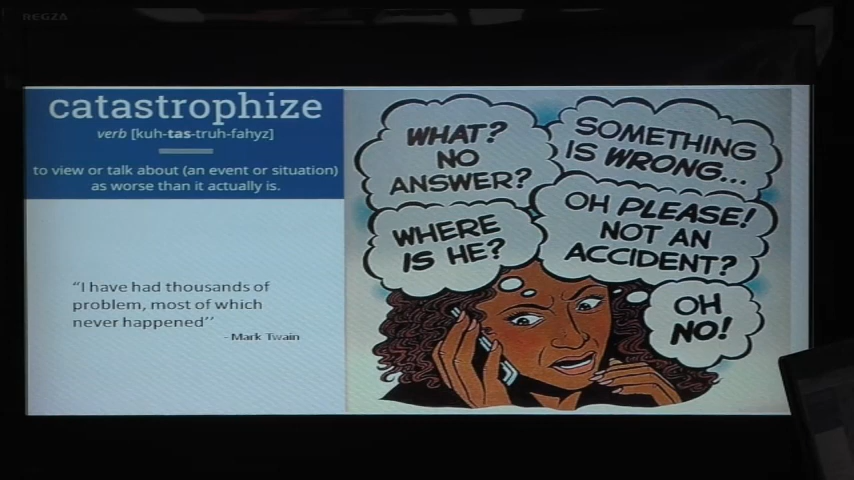 REGZA
catastrophize
verb [kuh-tas-truh-fahyz]
to view or talk about (an event or situation)
as worse than it actually is.
“I have had thousands of
problem, most of which
never happened’’
- Mark Twain
WHAT?
NO
ANSWER?
SOMETHING
IS WRONG...
WHERE
IS HE?
OH PLEASE!
NOT AN
ACCIDENT?
OH
NO!